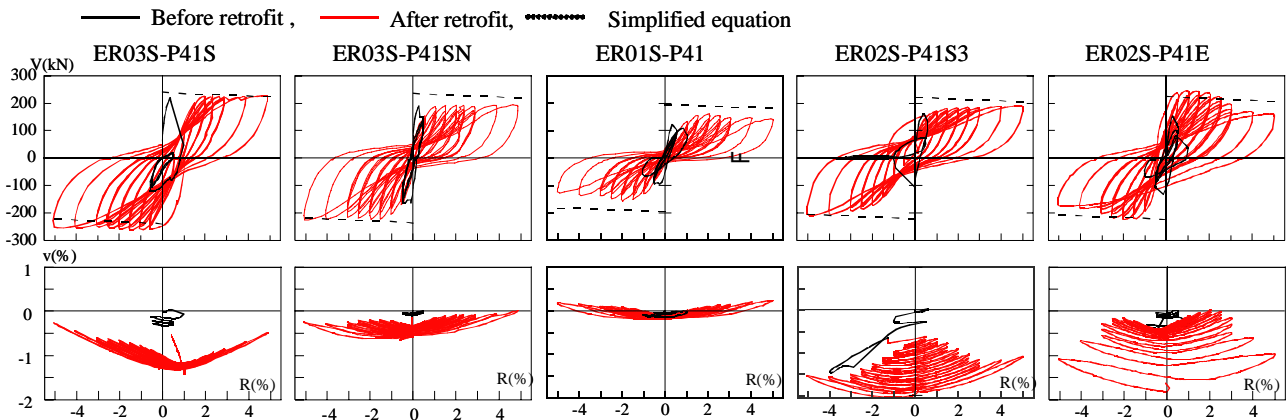 Before retrofit , After retrofit, Simplified equation
ER03S-P41S ER03S-P41SN ER01S-P41 ER02S-P41S3 ER02S-P41E
V(kN)
300
200
100
0
-100
-200
-300
F
v(%)
1
0
-1
-2
R(%) R(%) R(%) R(%) R(%)
-4 -2 0 2 4 -4 -2 0 2 4 -4 -2 0 2 4 -4 -2 0 2 4 -4 -2 0 2 4